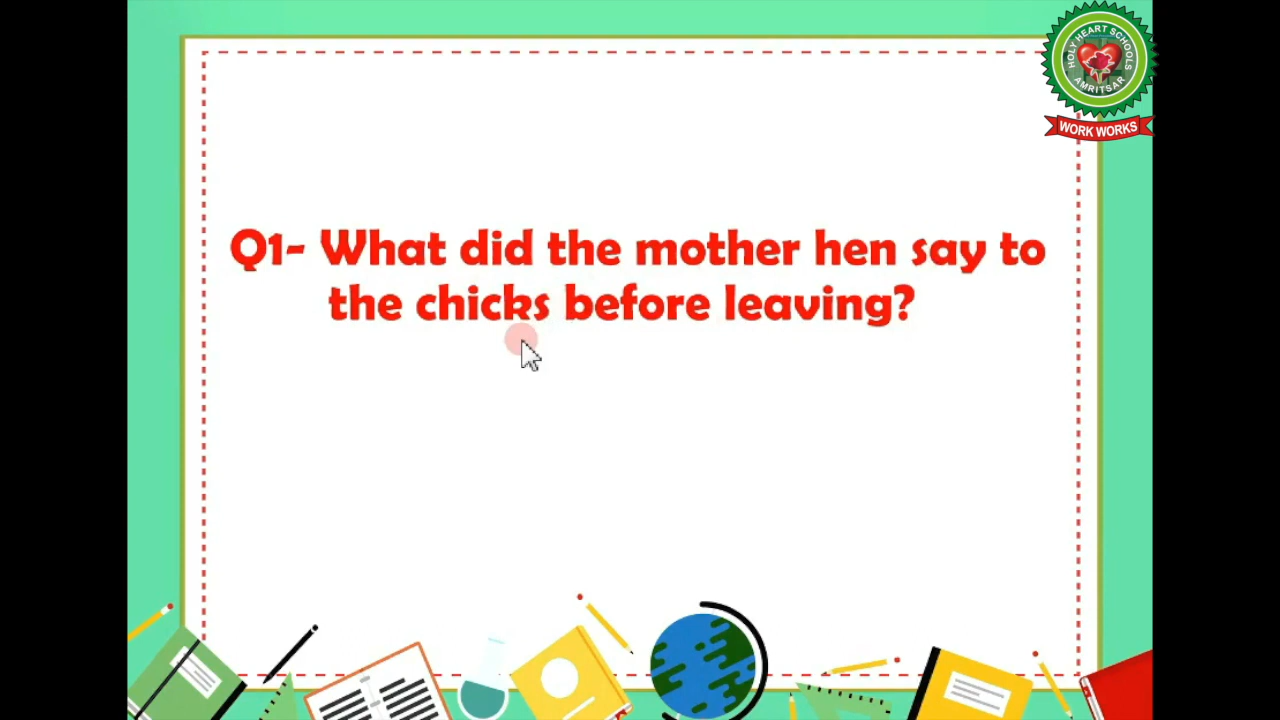 HOLY HEART SCHOOLS
AMRITSAR
WORK WORKS
Q1- What did the mother hen say to
the chicks before leaving?